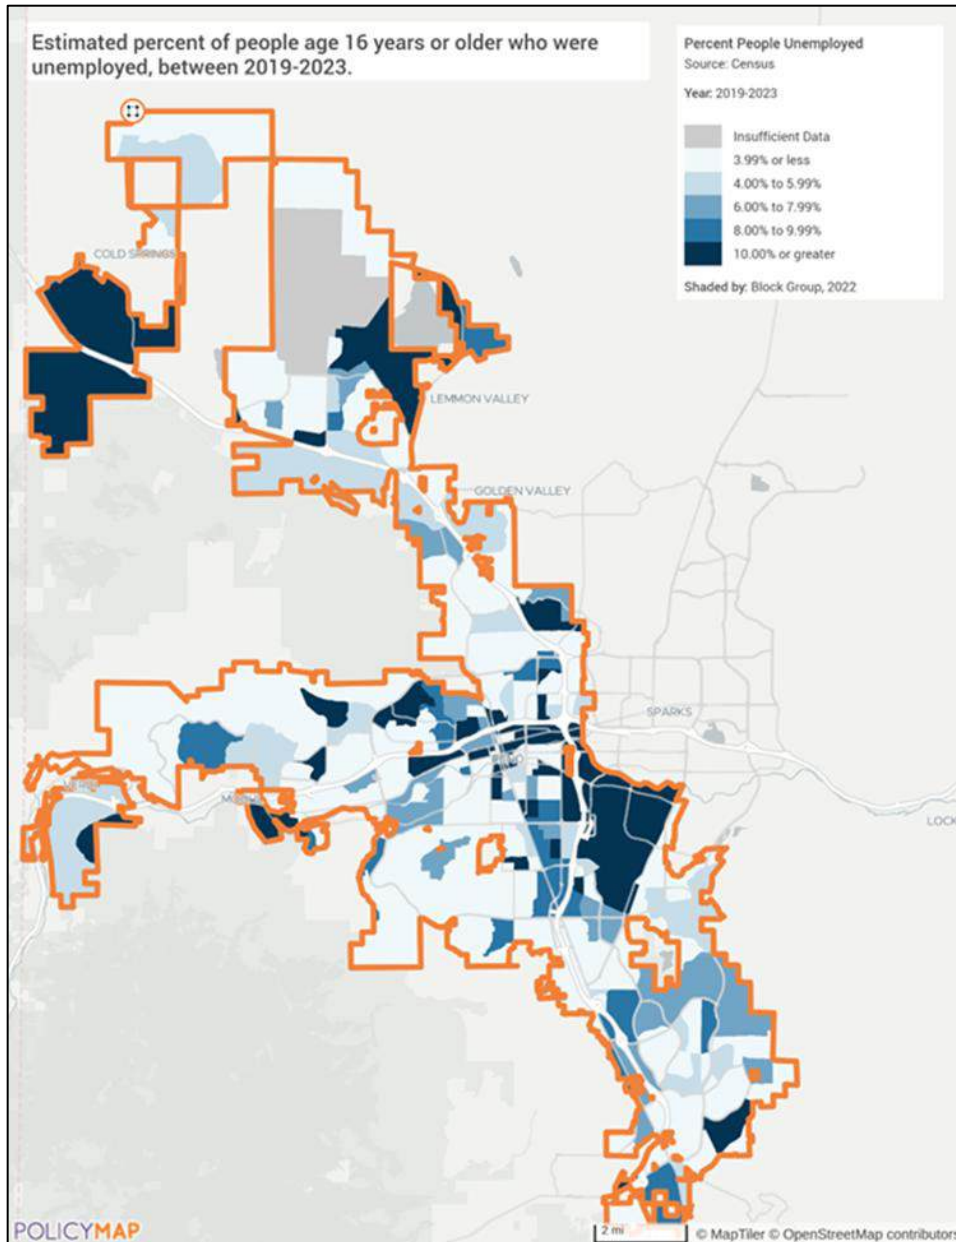 Estimated percent of people age 16 years or older who were
unemployed, between 2019-2023.
Percent People Unemployed
Source: Census
Year: 2019-2023
Insufficient Data
3.99% or less
4.00% to 5.99%
6.00% to 7.99%
8.00% to 9.99%
10.00% or greater
Shaded by: Block Group, 2022
COLD SPRINGS
LEMMON VALLEY
GOLDEN VALLEY
SPARKS
LOCK
2 mi
POLICYMAP
© MapTiler © OpenStreetMap contributors